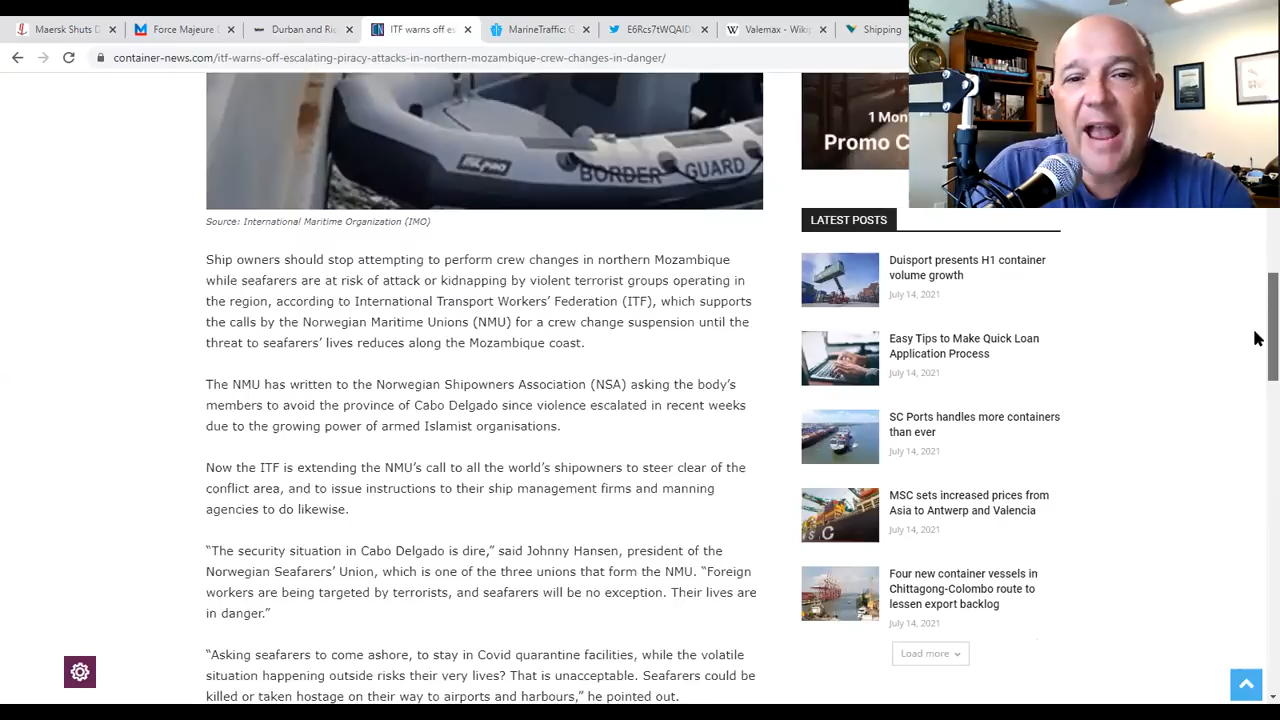 Maersk Shuts D
Force Majeure
Durban and Ric
ITF warns off es
MarineTraffic: G
E6Rcs7tWQAID
Valemax - Wiki
Shipping
container-news.com/itf-warns-off-escalating-piracy-attacks-in-northern-mozambique-crew-changes-in-danger/
BORDER GUARD
1 Mon
Promo C
Source: International Maritime Organization (IMO)
Ship owners should stop attempting to perform crew changes in northern Mozambique
while seafarers are at risk of attack or kidnapping by violent terrorist groups operating in
the region, according to International Transport Workers’ Federation (ITF), which supports
the calls by the Norwegian Maritime Unions (NMU) for a crew change suspension until the
threat to seafarers’ lives reduces along the Mozambique coast.
The NMU has written to the Norwegian Shipowners Association (NSA) asking the body’s
members to avoid the province of Cabo Delgado since violence escalated in recent weeks
due to the growing power of armed Islamist organisations.
Now the ITF is extending the NMU’s call to all the world’s shipowners to steer clear of the
conflict area, and to issue instructions to their ship management firms and manning
agencies to do likewise.
“The security situation in Cabo Delgado is dire,” said Johnny Hansen, president of the
Norwegian Seafarers’ Union, which is one of the three unions that form the NMU. “Foreign
workers are being targeted by terrorists, and seafarers will be no exception. Their lives are
in danger.”
“Asking seafarers to come ashore, to stay in Covid quarantine facilities, while the volatile
situation happening outside risks their very lives? That is unacceptable. Seafarers could be
killed or taken hostage on their way to airports and harbours,” he pointed out.
LATEST POSTS
Duisport presents H1 container
volume growth
July 14, 2021
Easy Tips to Make Quick Loan
Application Process
July 14, 2021
SC Ports handles more containers
than ever
July 14, 2021
MSC sets increased prices from
Asia to Antwerp and Valencia
July 14, 2021
Four new container vessels in
Chittagong-Colombo route to
lessen export backlog
July 14, 2021
Load more